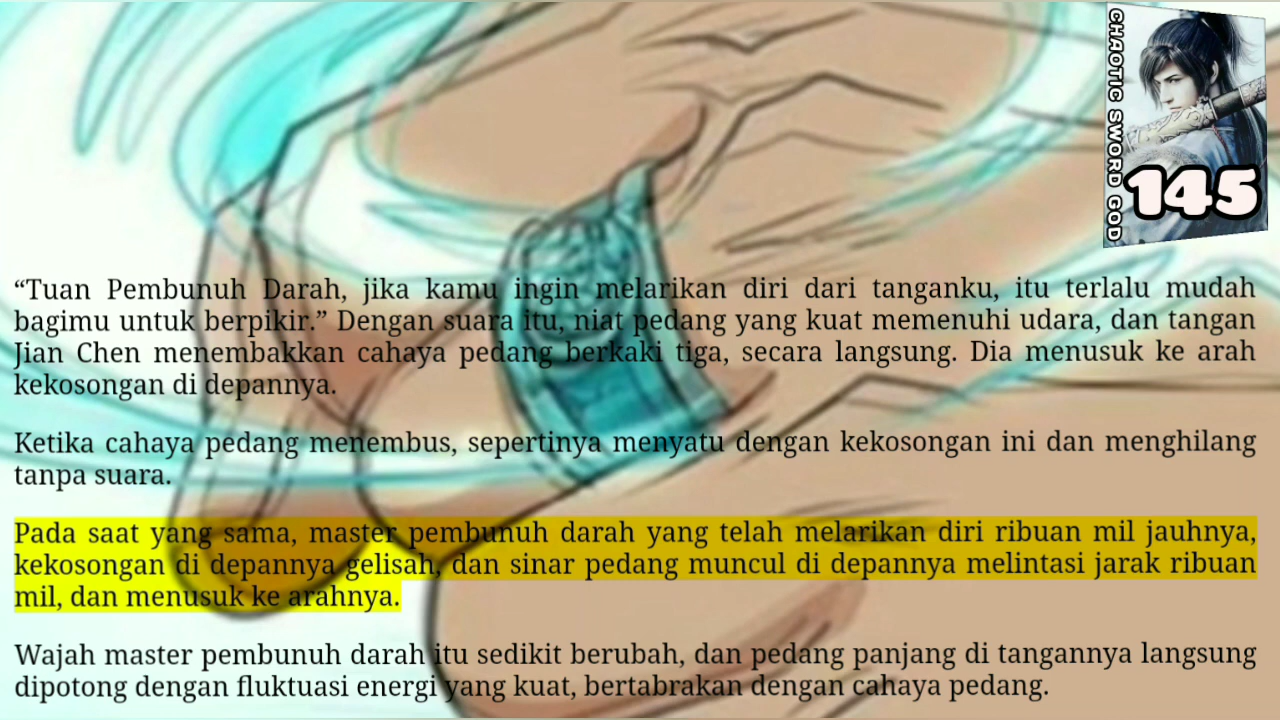 CHAOTIC SWORD GOD
145
“Tuan Pembunuh Darah, jika kamu ingin melarikan diri dari tanganku, itu terlalu mudah
bagimu untuk berpikir.” Dengan suara itu, niat pedang yang kuat memenuhi udara, dan tangan
Jian Chen menembakkan cahaya pedang berkaki tiga, secara langsung. Dia menusuk ke arah
kekosongan di depannya.
Ketika cahaya pedang menembus, sepertinya menyatu dengan kekosongan ini dan menghilang
tanpa suara.
Pada saat yang sama, master pembunuh darah yang telah melarikan diri ribuan mil jauhnya,
kekosongan di depannya gelisah, dan sinar pedang muncul di depannya melintasi jarak ribuan
mil, dan menusuk ke arahnya.
Wajah master pembunuh darah itu sedikit berubah, dan pedang panjang di tangannya langsung
dipotong dengan fluktuasi energi yang kuat, bertabrakan dengan cahaya pedang.